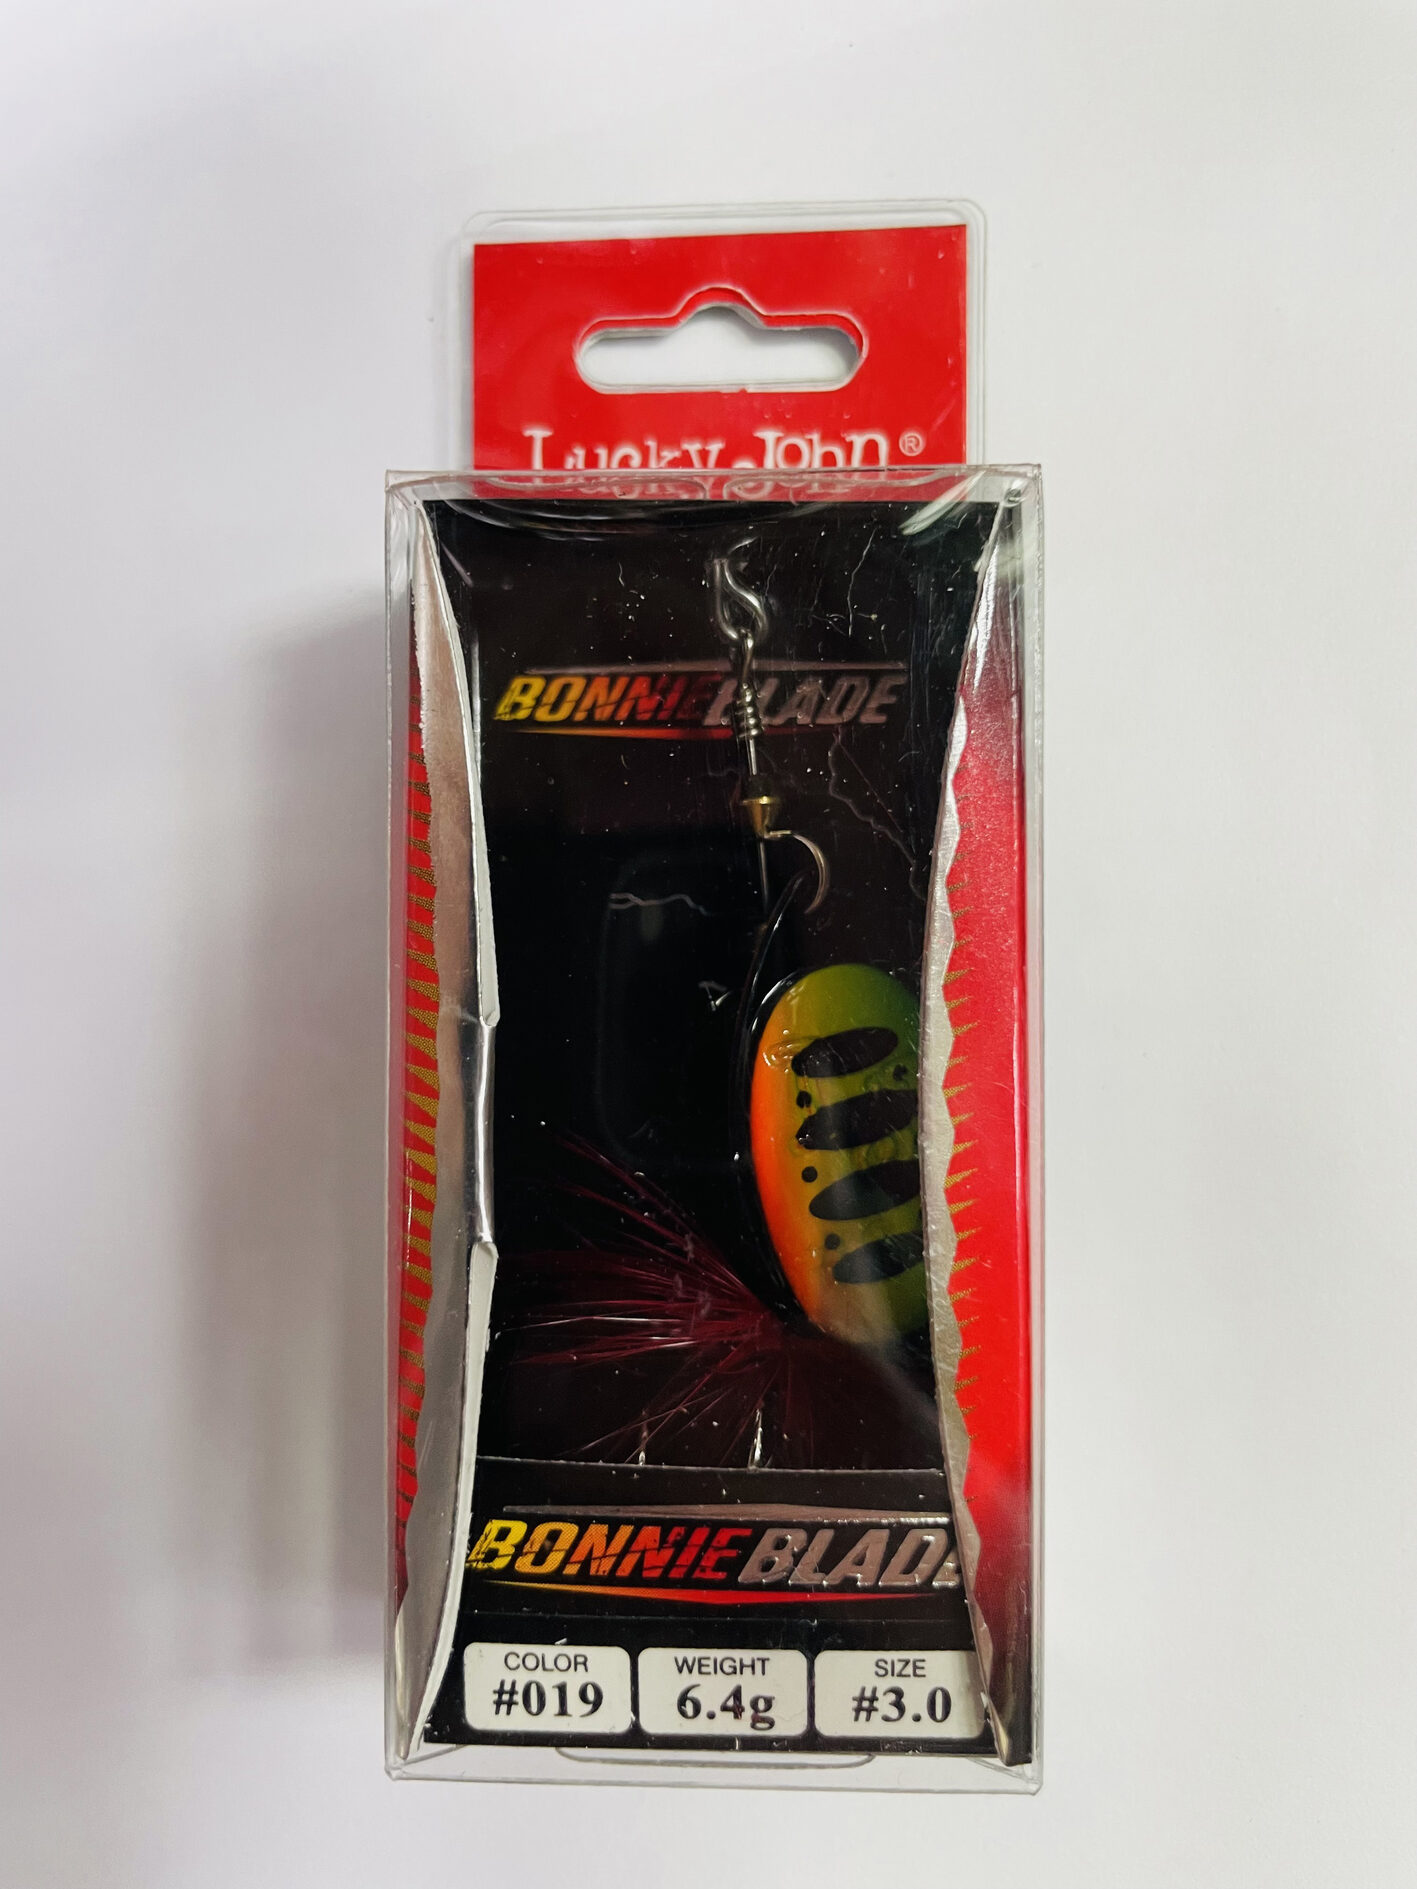 Lucky John®
BONNIE BLADE
BONNIE BLADE
COLOR WEIGHT SIZE
#019 6.4g #3.0